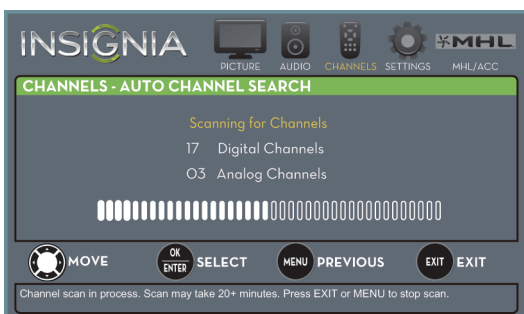 INSIGNIA
PICTURE AUDIO CHANNELS SETTINGS MHL/ACC
MHL
CHANNELS - AUTO CHANNEL SEARCH
Scanning for Channels
17 Digital Channels
03 Analog Channels
MOVE OK ENTER SELECT MENU PREVIOUS EXIT EXIT
Channel scan in process. Scan may take 20+ minutes. Press EXIT or MENU to stop scan.